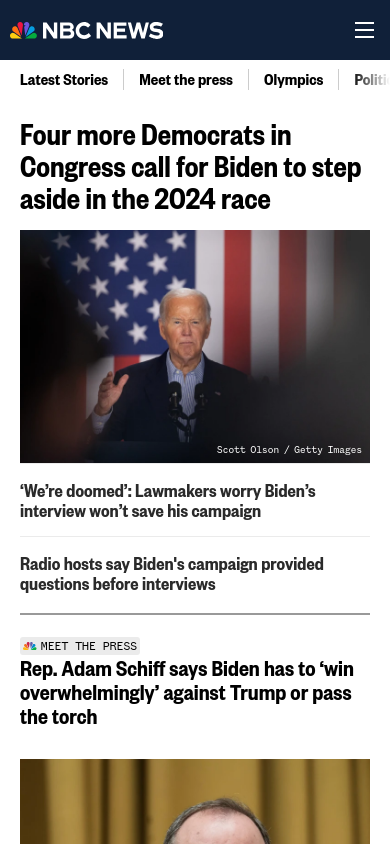 NBC NEWS
Latest Stories
Meet the press
Olympics
Politi
Four more Democrats in
Congress call for Biden to step
aside in the 2024 race
Scott Olson / Getty Images
‘We’re doomed’: Lawmakers worry Biden’s
interview won’t save his campaign
Radio hosts say Biden's campaign provided
questions before interviews
MEET THE PRESS
Rep. Adam Schiff says Biden has to ‘win
overwhelmingly’ against Trump or pass
the torch